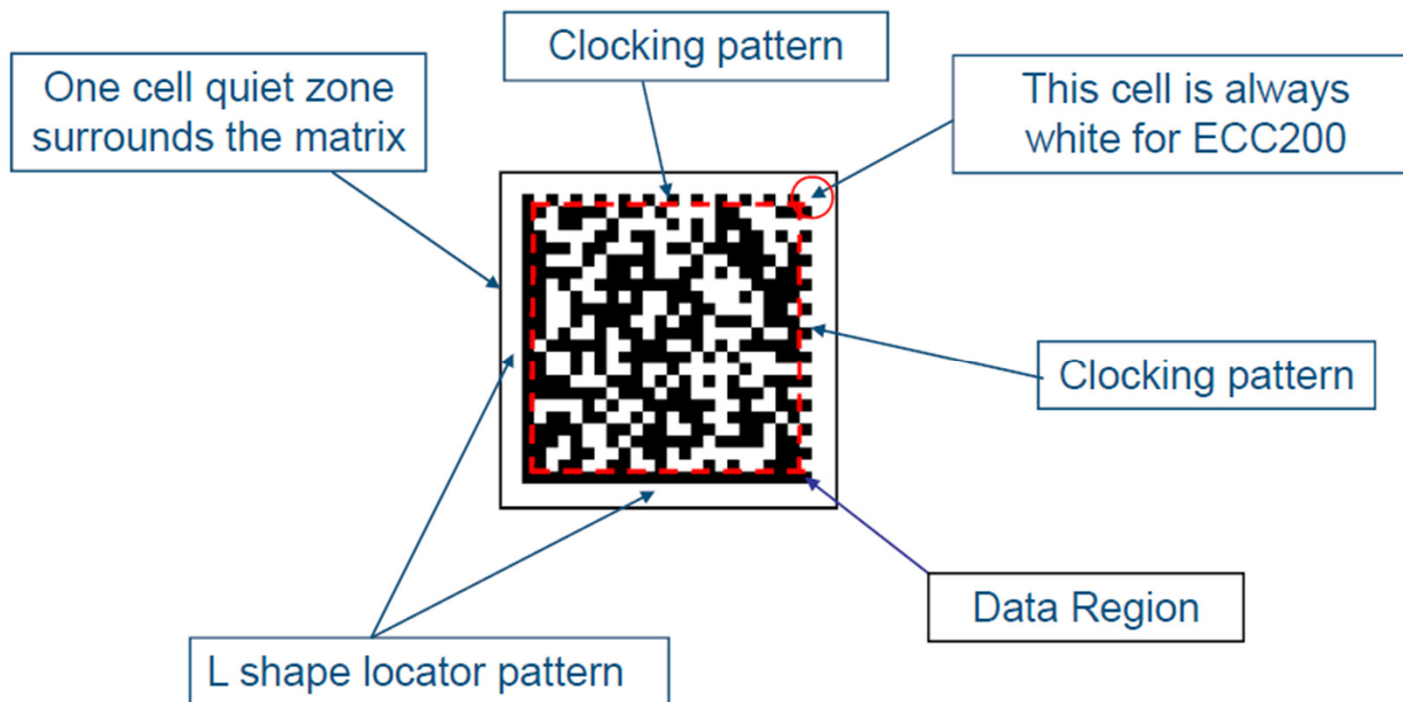 Clocking pattern
One cell quiet zone
surrounds the matrix
This cell is always
white for ECC200
Clocking pattern
Data Region
L shape locator pattern